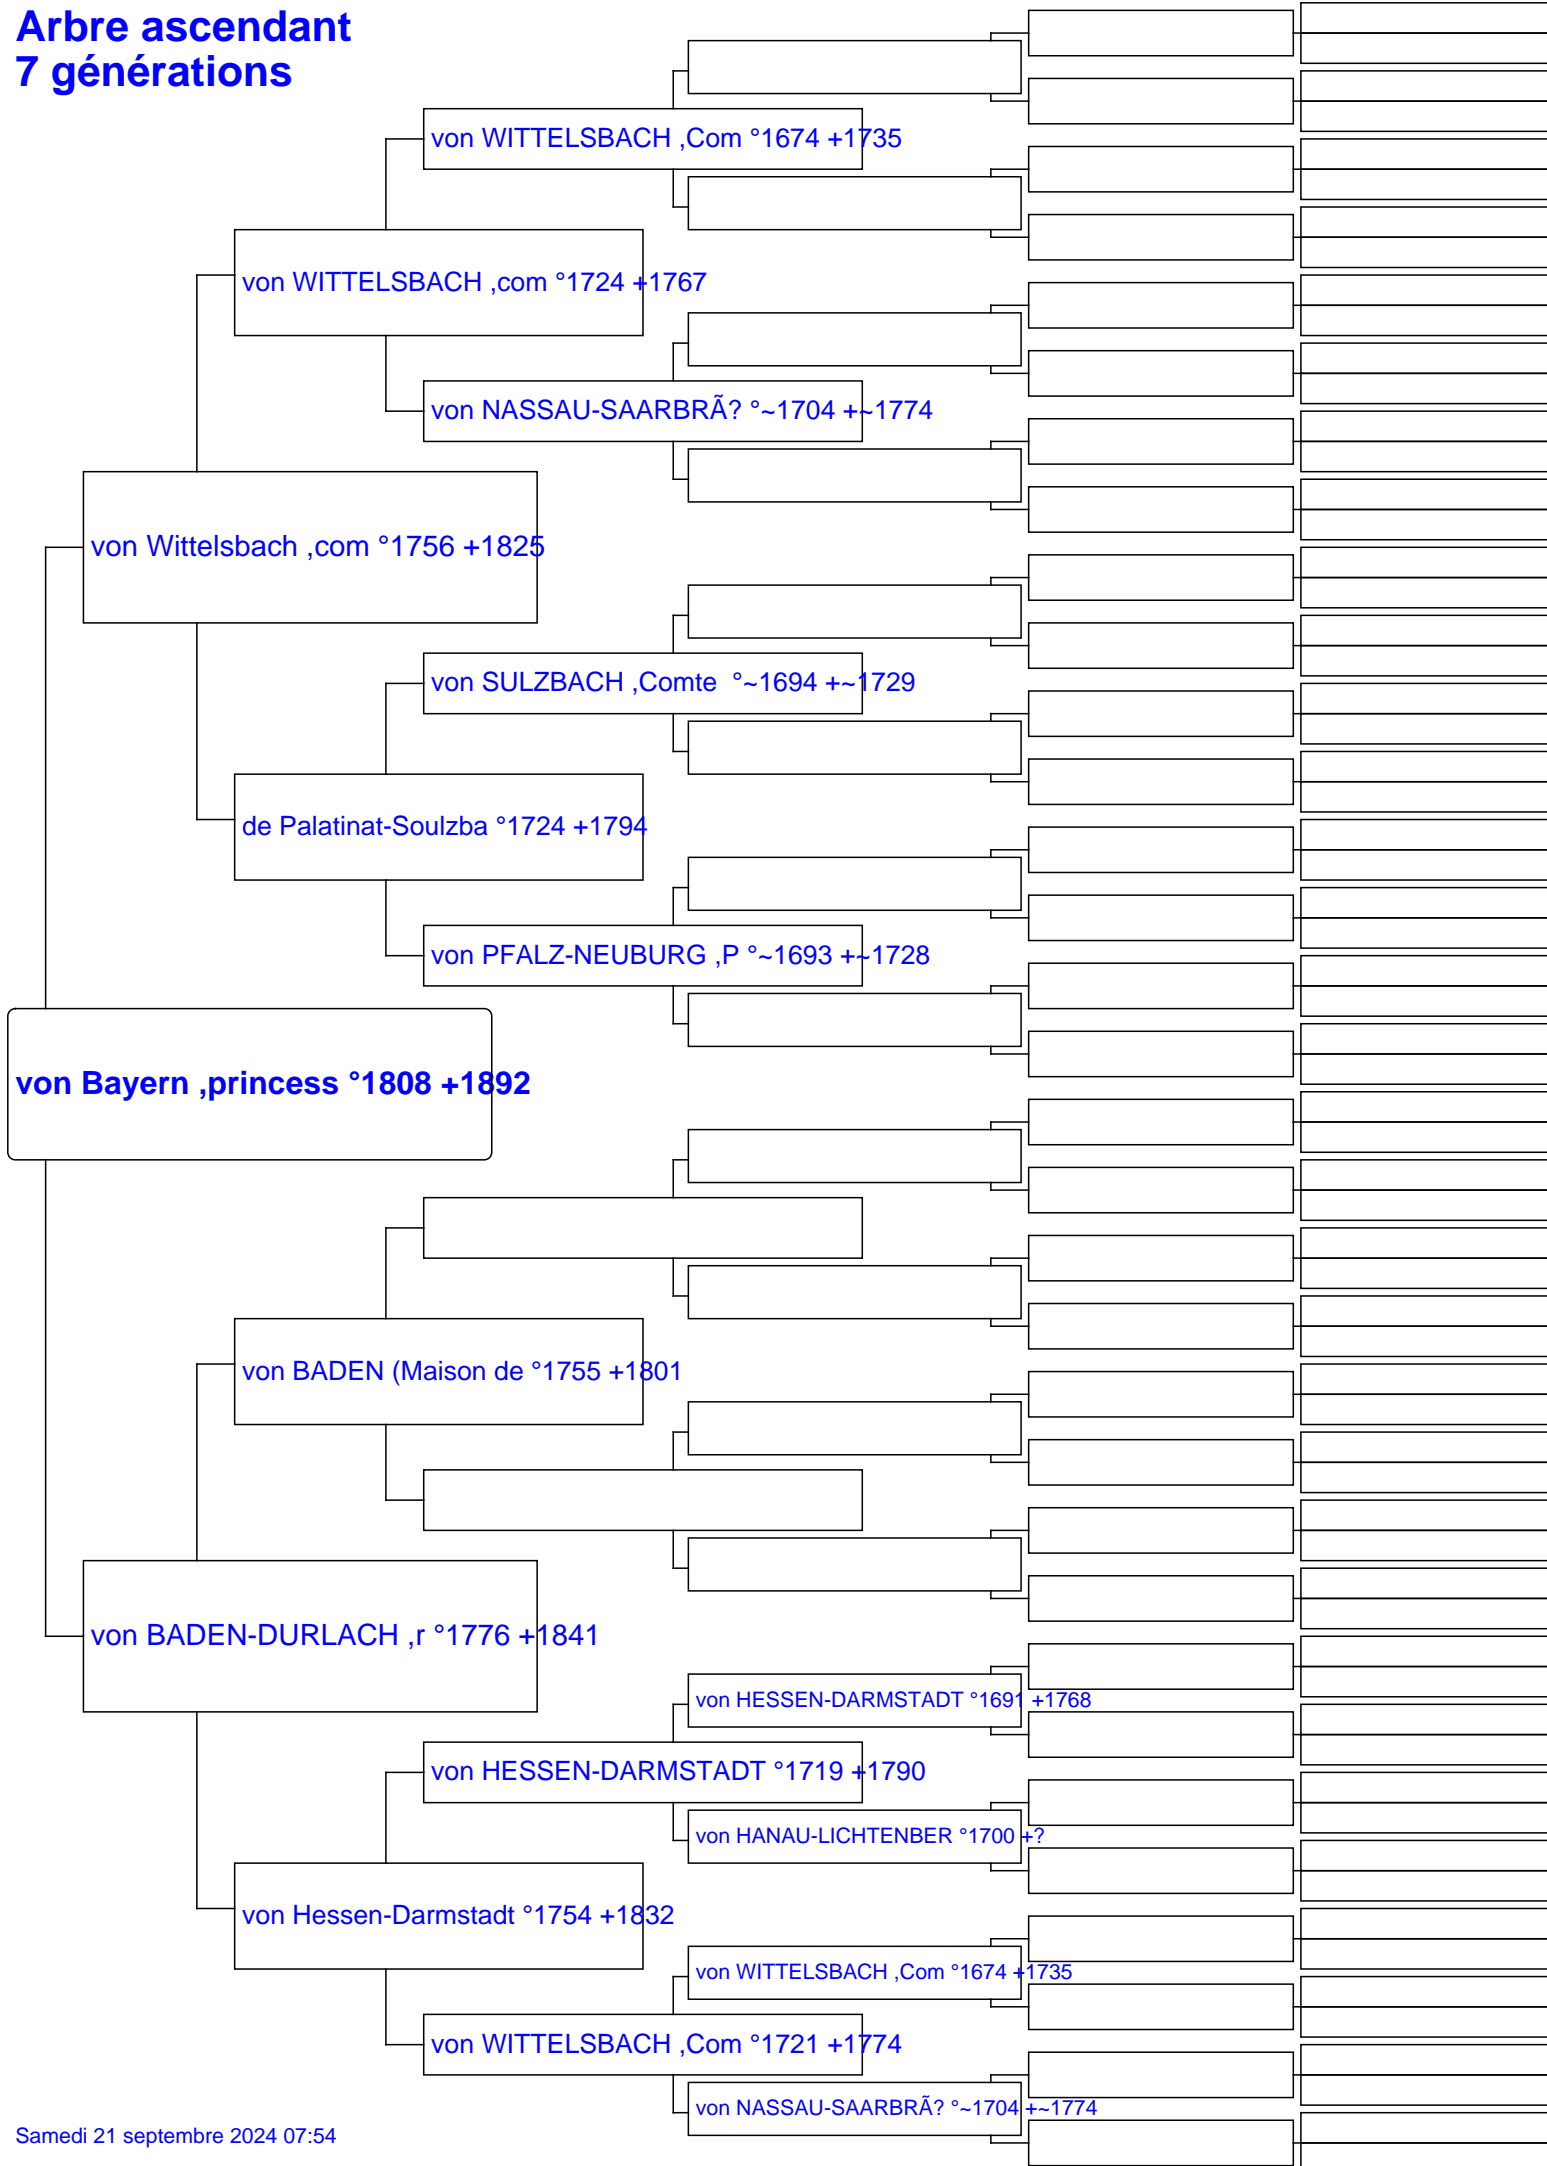 Arbre ascendant
7 générations
von WITTELSBACH ,Com °1674 +1735
von WITTELSBACH ,com °1724 +1767
von NASSAU-SAARBRÃ? °~1704 +~1774
von Wittelsbach ,com °1756 +1825
von SULZBACH ,Comte  °~1694 +~1729
de Palatinat-Soulzba °1724 +1794
von PFALZ-NEUBURG ,P °~1693 +~1728
von Bayern ,princess °1808 +1892
von BADEN (Maison de °1755 +1801
von BADEN-DURLACH ,r °1776 +1841
von HESSEN-DARMSTADT °1691 +1768
von HESSEN-DARMSTADT °1719 +1790
von HANAU-LICHTENBER °1700 +?
von Hessen-Darmstadt °1754 +1832
von WITTELSBACH ,Com °1674 +1735
von WITTELSBACH ,Com °1721 +1774
von NASSAU-SAARBRÃ? °~1704 +~1774
Samedi 21 septembre 2024 07:54